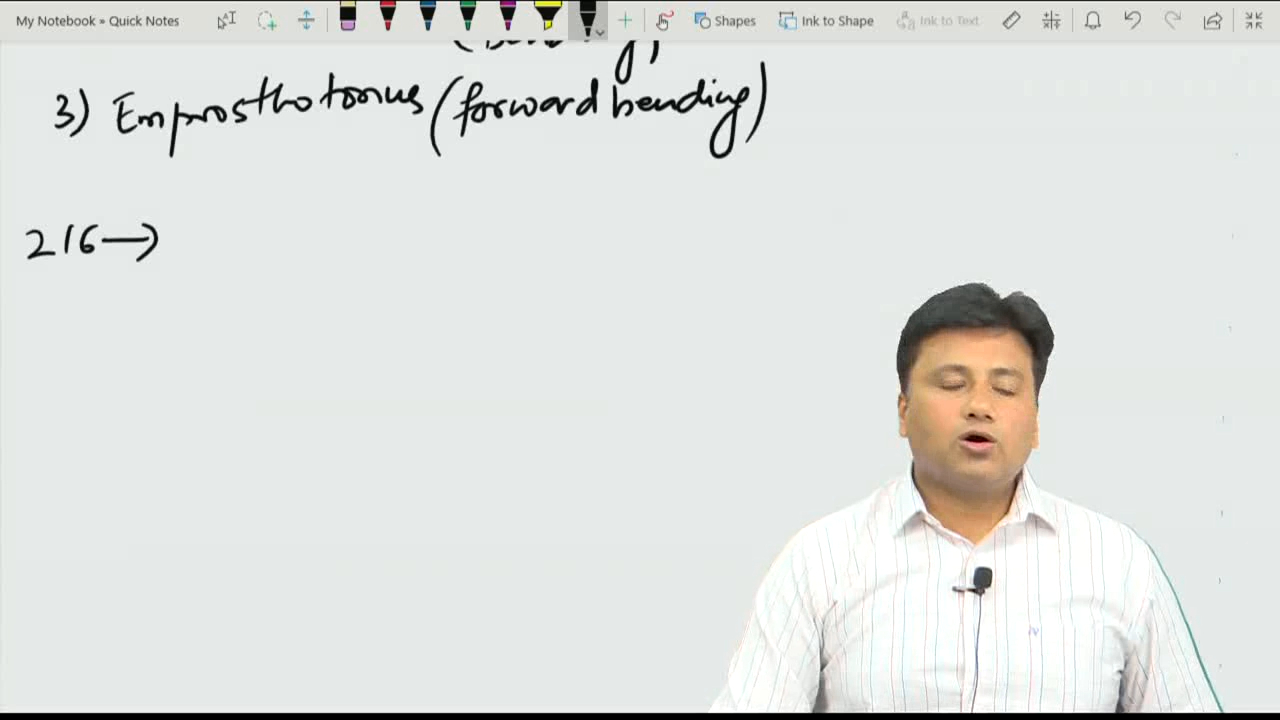 My Notebook » Quick Notes Shapes Ink to Shape Ink to Text
3) Emprosthotonus (forward bending)
216→